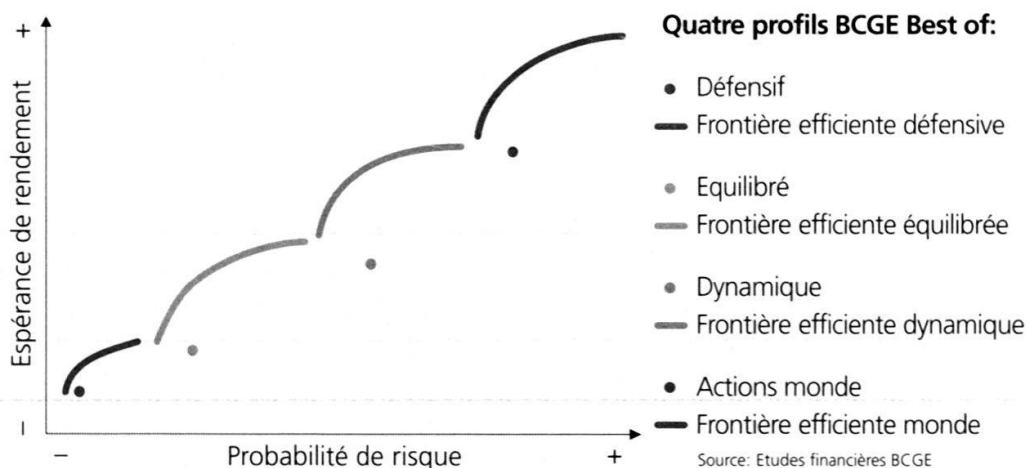 +
Espérance de rendement
–
–
Probabilité de risque
+
Quatre profils BCGE Best of:
Défensif
Frontière efficiente défensive
Equilibré
Frontière efficiente équilibrée
Dynamique
Frontière efficiente dynamique
Actions monde
Frontière efficiente monde
Source: Etudes financières BCGE